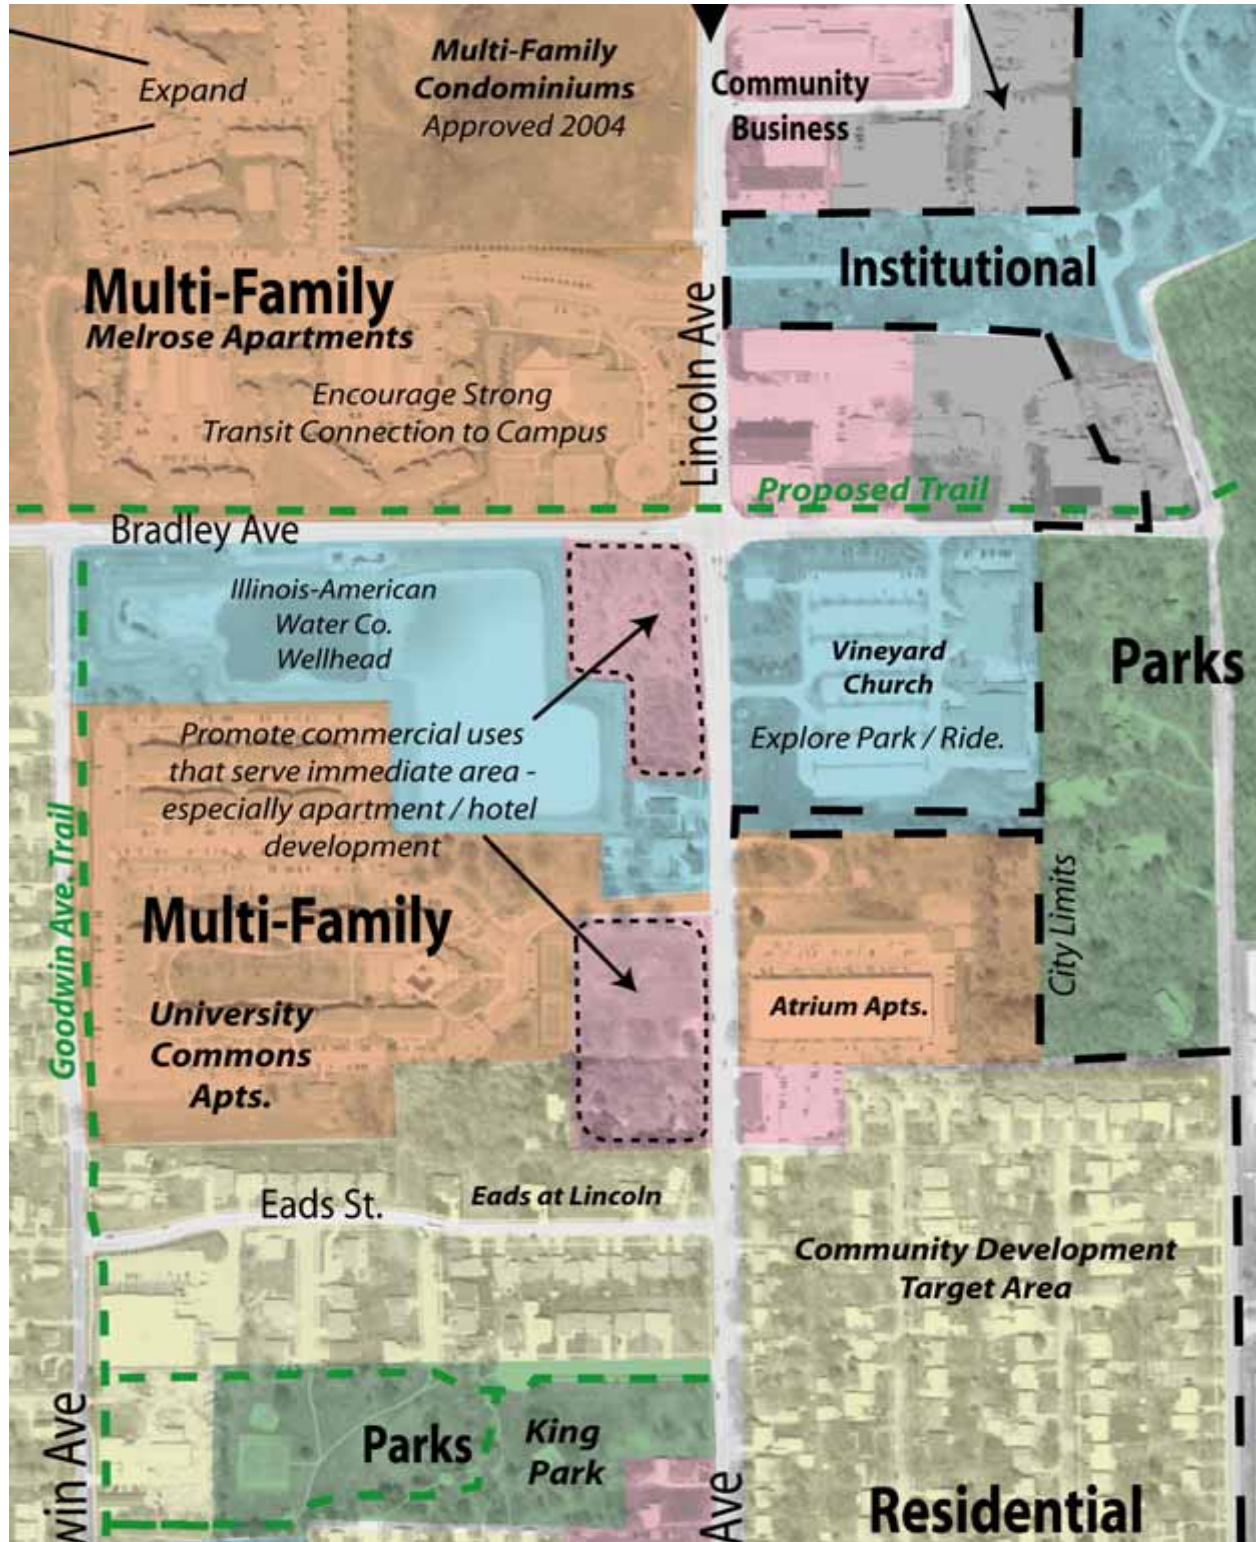 Expand
Multi-Family
Condominiums
Approved 2004
Community
Business
Institutional
Multi-Family
Melrose Apartments
Encourage Strong
Transit Connection to Campus
Lincoln Ave
Proposed Trail
Bradley Ave
Illinois-American
Water Co.
Wellhead
Vineyard
Church
Explore Park / Ride.
Parks
Promote commercial uses
that serve immediate area -
especially apartment / hotel
development
Goodwin Ave. Trail
Multi-Family
University
Commons
Apts.
Atrium Apts.
City Limits
Eads St.
Eads at Lincoln
Community Development
Target Area
Parks
King
Park
win Ave
Ave
Residential